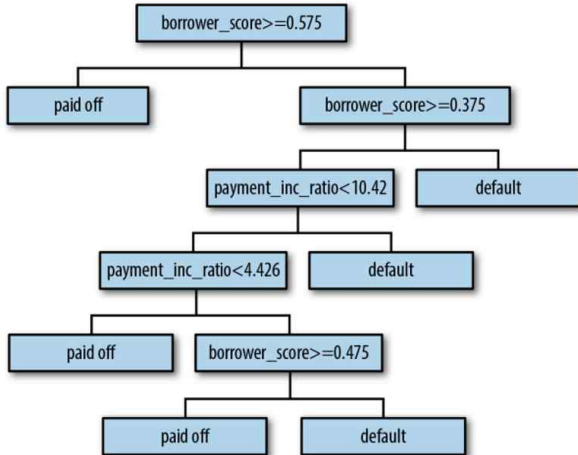 borrower_score>=0.575
paid off
borrower_score>=0.375
payment_inc_ratio<10.42
default
payment_inc_ratio<4.426
default
paid off
borrower_score>=0.475
paid off
default